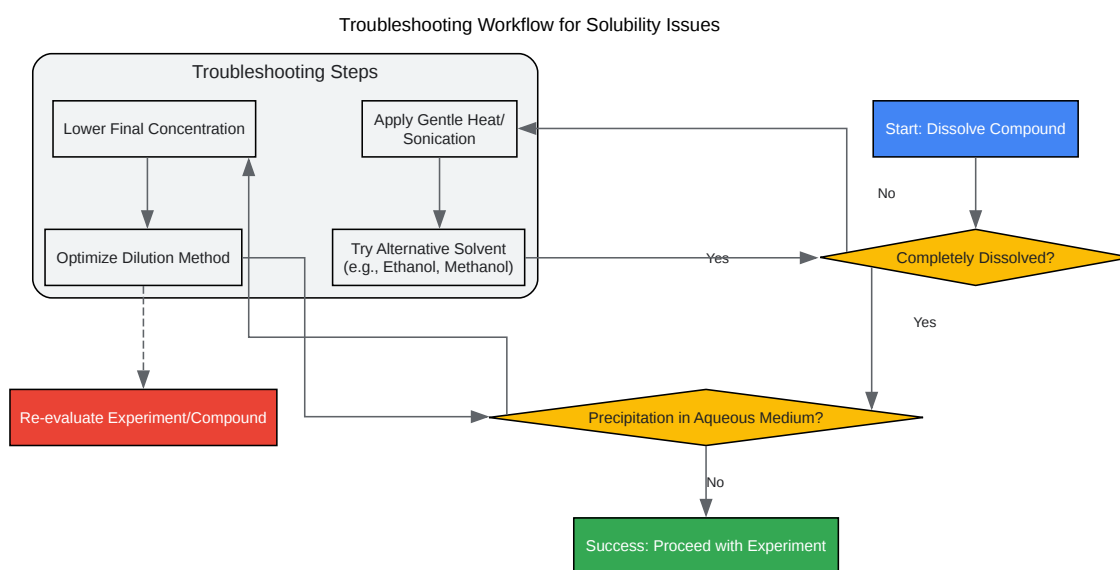 Troubleshooting Workflow for Solubility Issues
Troubleshooting Steps
Lower Final Concentration
Apply Gentle Heat/
Sonication
Start: Dissolve Compound
No
Optimize Dilution Method
Try Alternative Solvent
(e.g., Ethanol, Methanol)
Yes
Completely Dissolved?
Yes
Re-evaluate Experiment/Compound
Precipitation in Aqueous Medium?
No
Success: Proceed with Experiment